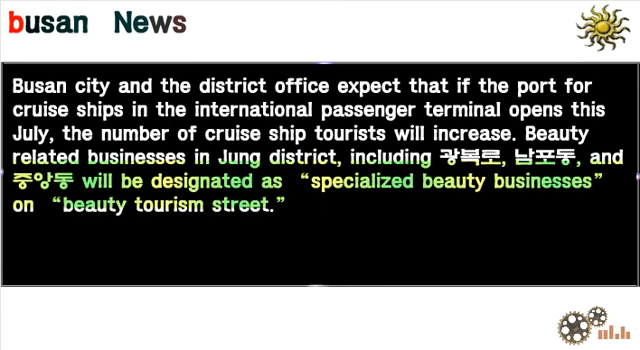 busan News
Busan city and the district office expect that if the port for
cruise ships in the international passenger terminal opens this
July, the number of cruise ship tourists will increase. Beauty
related businesses in Jung district, including 광복로, 남포동, and
중앙동 will be designated as “specialized beauty businesses”
on “beauty tourism street.”